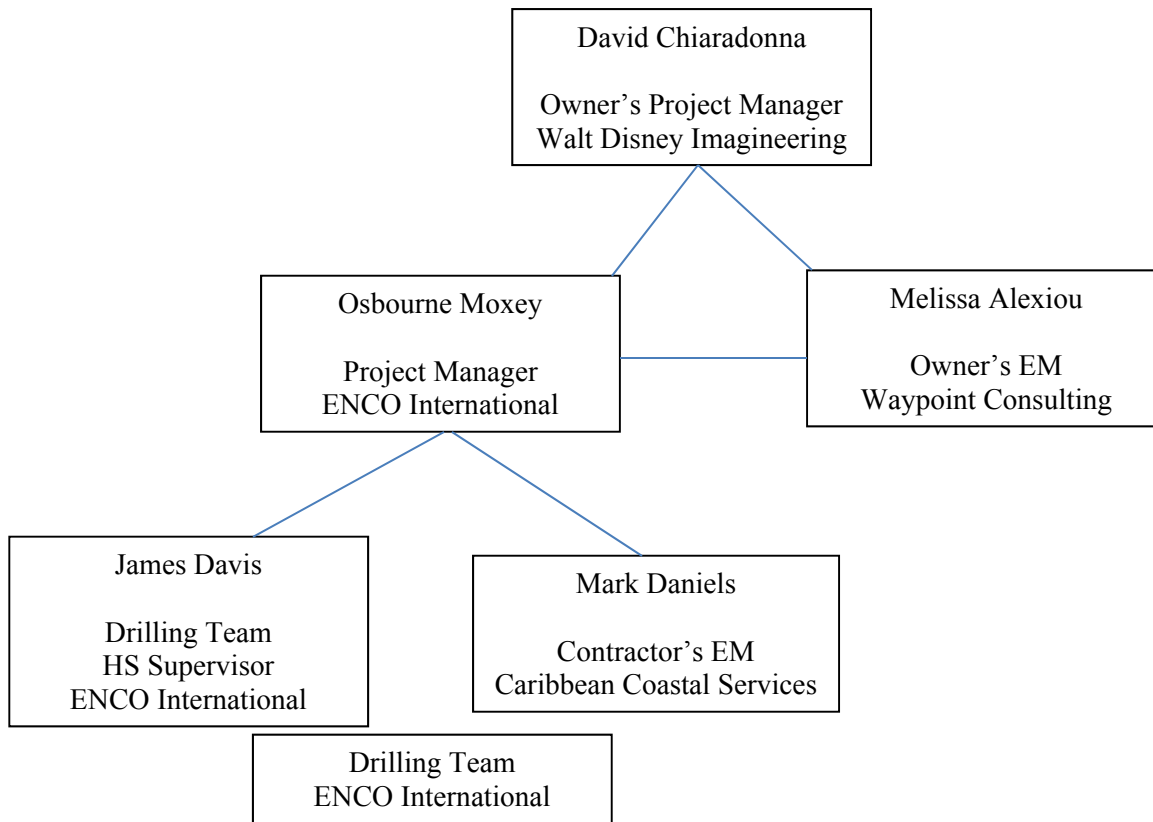 David Chiaradonna
Owner’s Project Manager
Walt Disney Imagineering
Osbourne Moxey
Project Manager
ENCO International
Melissa Alexiou
Owner’s EM
Waypoint Consulting
James Davis
Drilling Team
HS Supervisor
ENCO International
Mark Daniels
Contractor’s EM
Caribbean Coastal Services
Drilling Team
ENCO International